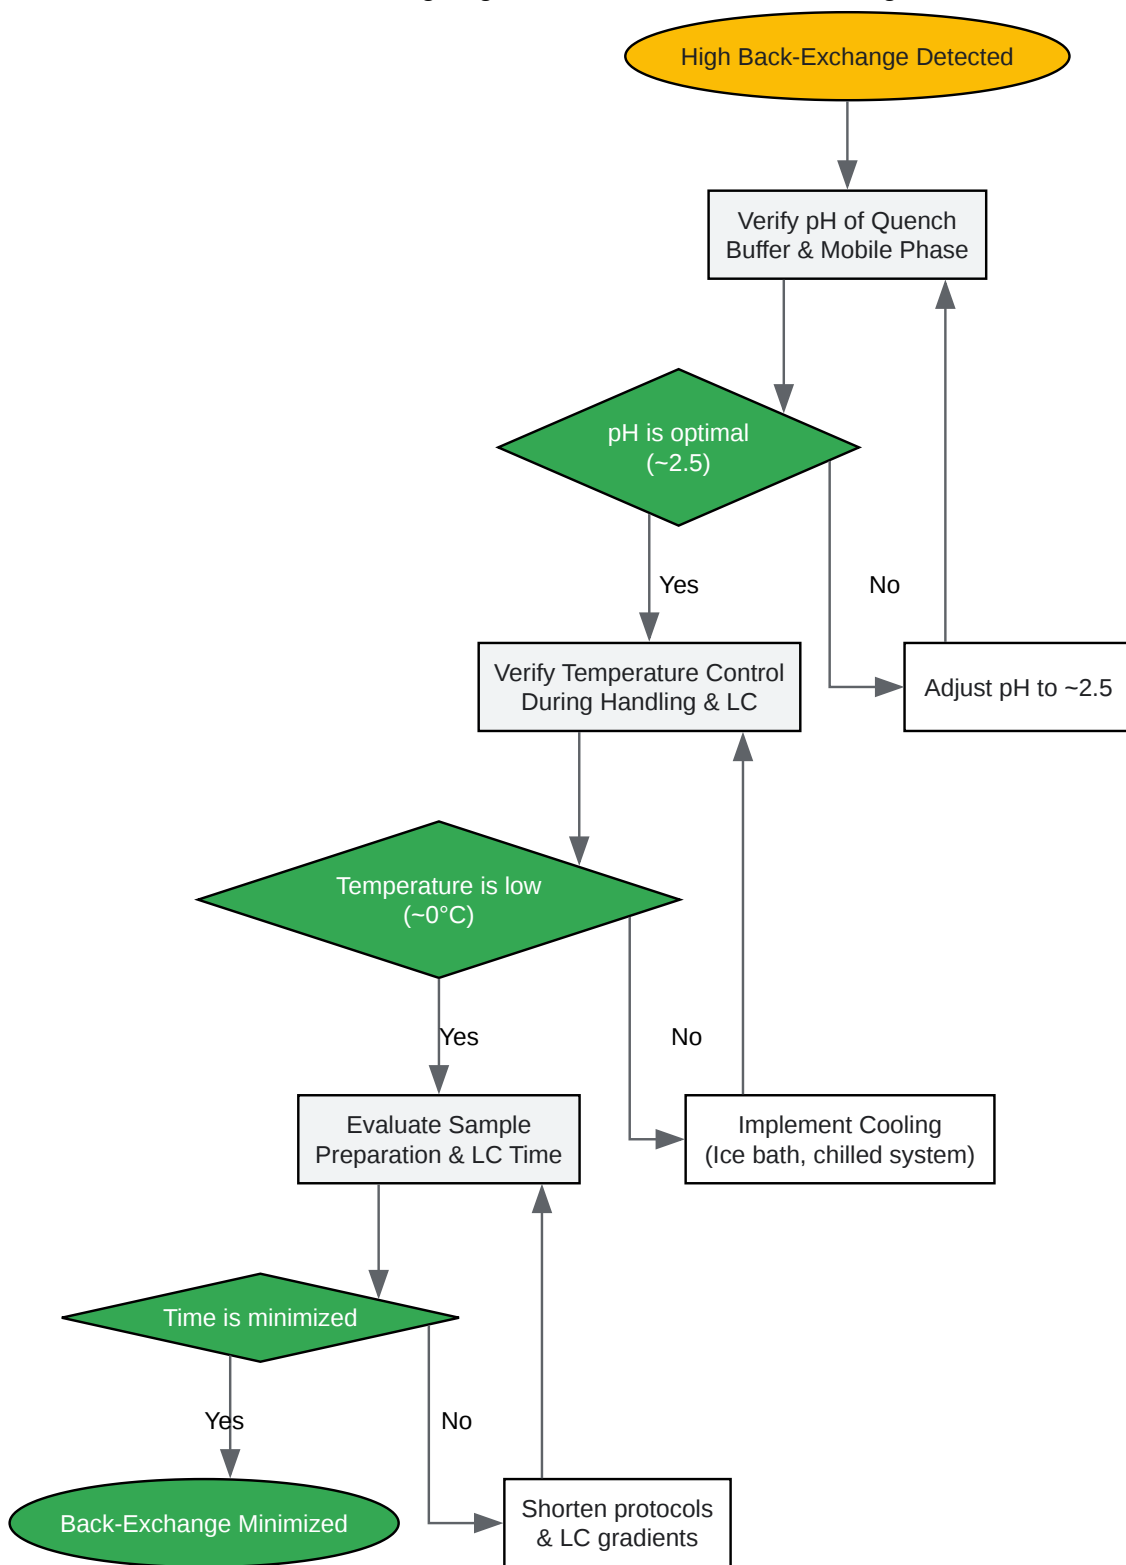 High Back-Exchange Detected
Verify pH of Quench
Buffer & Mobile Phase
pH is optimal
(~2.5)
Yes
No
Verify Temperature Control
During Handling & LC
Adjust pH to ~2.5
Temperature is low
(~0°C)
Yes
No
Evaluate Sample
Preparation & LC Time
Implement Cooling
(Ice bath, chilled system)
Time is minimized
Yes
No
Back-Exchange Minimized
Shorten protocols
& LC gradients